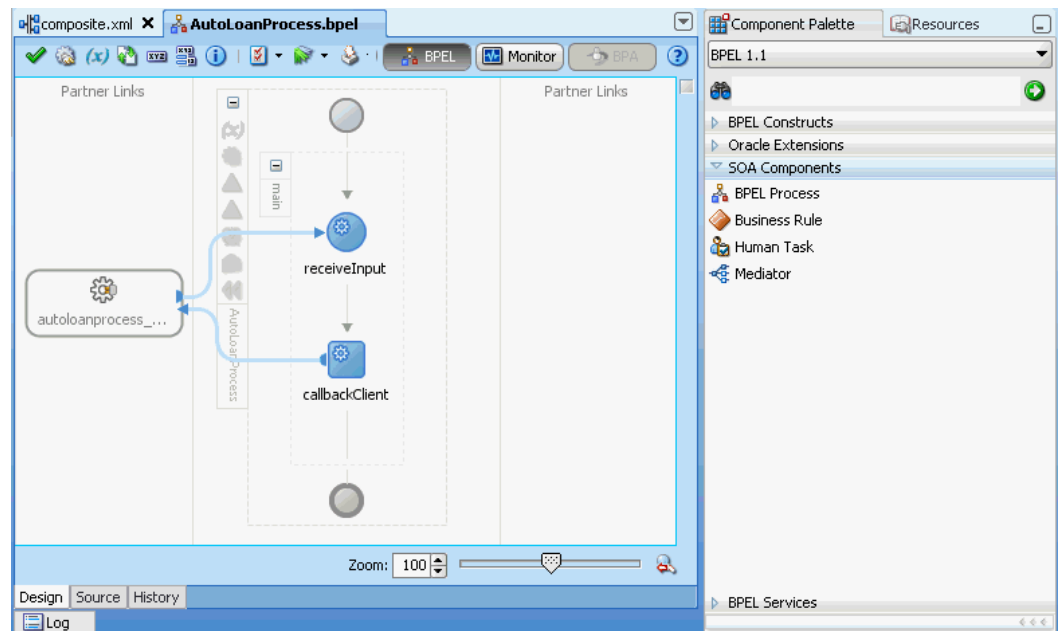 composite.xml
AutoLoanProcess.bpel
Component Palette
Resources
(x)
XYZ
BPEL
Monitor
BPA
BPEL 1.1
Partner Links
Partner Links
(x)
BPEL Constructs
Oracle Extensions
SOA Components
BPEL Process
Business Rule
Human Task
Mediator
main
receiveInput
autoloanprocess_...
AutoLoanProcess
callbackClient
Zoom: 100
Design
Source
History
BPEL Services
Log